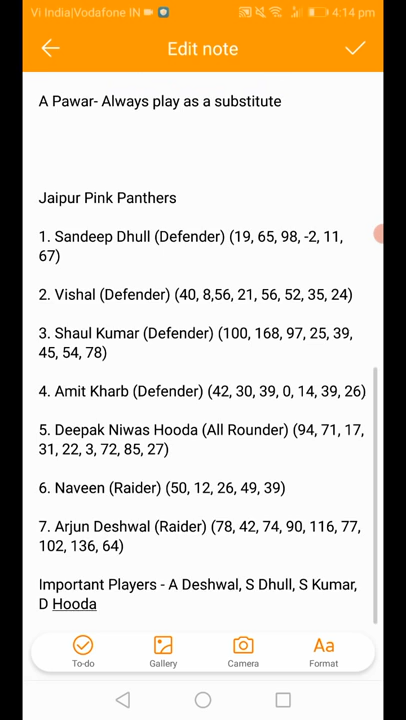 Vi India|Vodafone IN 4:14 pm
Edit note
A Pawar- Always play as a substitute
Jaipur Pink Panthers
1. Sandeep Dhull (Defender) (19, 65, 98, -2, 11,
67)
2. Vishal (Defender) (40, 8,56, 21, 56, 52, 35, 24)
3. Shaul Kumar (Defender) (100, 168, 97, 25, 39,
45, 54, 78)
4. Amit Kharb (Defender) (42, 30, 39, 0, 14, 39, 26)
5. Deepak Niwas Hooda (All Rounder) (94, 71, 17,
31, 22, 3, 72, 85, 27)
6. Naveen (Raider) (50, 12, 26, 49, 39)
7. Arjun Deshwal (Raider) (78, 42, 74, 90, 116, 77,
102, 136, 64)
Important Players - A Deshwal, S Dhull, S Kumar,
D Hooda
Aa
To-do Gallery Camera Format